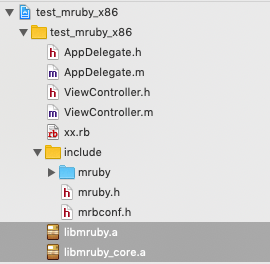 test_mruby_x86
test_mruby_x86
h AppDelegate.h
m AppDelegate.m
h ViewController.h
m ViewController.m
.rb xx.rb
include
mruby
h mruby.h
h mrbconf.h
libmruby.a
libmruby_core.a